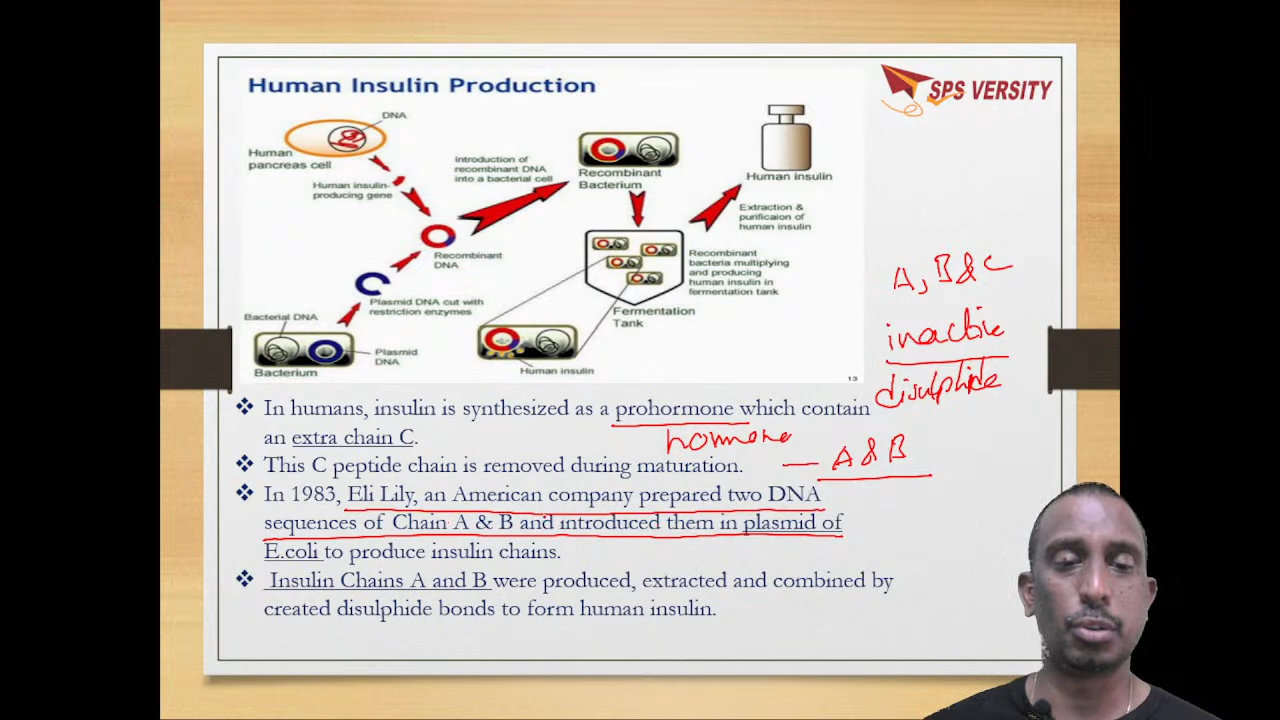 Human Insulin Production
SPS VERSITY
DNA
Human
pancreas cell
Human insulin-
producing gene
Introduction of
recombinant DNA
into a bacterial cell
Recombinant
Bacterium
Human insulin
Extraction &
purificaion of
human insulin
Recombinant
DNA
Recombinant
bacteria multiplying
and producing
human insulin in
fermentation tank
Plasmid DNA cut with
restriction enzymes
Fermentation
Tank
Bacterial DNA
Plasmid
DNA
Bacterium
Human insulin
13
A, B & C
inactive
disulphide
❖ In humans, insulin is synthesized as a prohormone which contain
an extra chain C.
hormone
❖ This C peptide chain is removed during maturation.
— A & B
❖ In 1983, Eli Lily, an American company prepared two DNA
sequences of Chain A & B and introduced them in plasmid of
E.coli to produce insulin chains.
❖ Insulin Chains A and B were produced, extracted and combined by
created disulphide bonds to form human insulin.